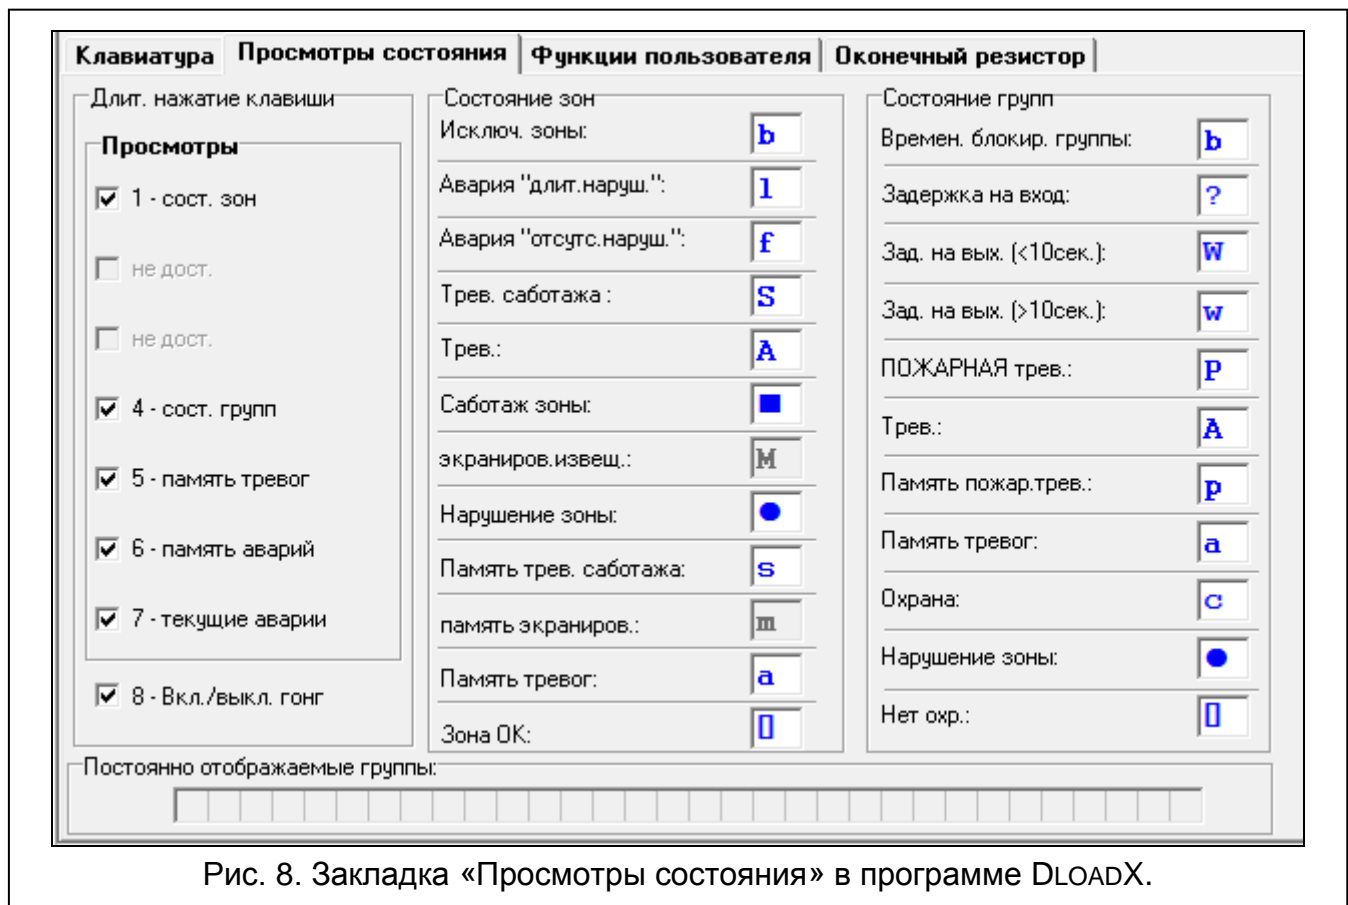 Клавиатура Просмотры состояния Функции пользователя Оконечный резистор
Длит. нажатие клавиши
Просмотры
1 - сост. зон
не дост.
не дост.
4 - сост. групп
5 - память тревог
6 - память аварий
7 - текущие аварии
8 - Вкл./выкл. гонг
Состояние зон
Исключ. зоны: b
Авария "длит.наруш.": l
Авария "отсутс.наруш.": f
Трев. саботажа : S
Трев.: A
Саботаж зоны: ■
экраниров.извещ.: M
Нарушение зоны: ●
Память трев. саботажа: s
память экраниров.: m
Память тревог: a
Зона ОК: []
Состояние групп
Времен. блокир. группы: b
Задержка на вход: ?
Зад. на вых. (<10сек.): W
Зад. на вых. (>10сек.): w
ПОЖАРНАЯ трев.: P
Трев.: A
Память пожар.трев.: p
Память тревог: a
Охрана: c
Нарушение зоны: ●
Нет охр.: []
Постоянно отображаемые группы:
Рис. 8. Закладка «Просмотры состояния» в программе DLOADX.